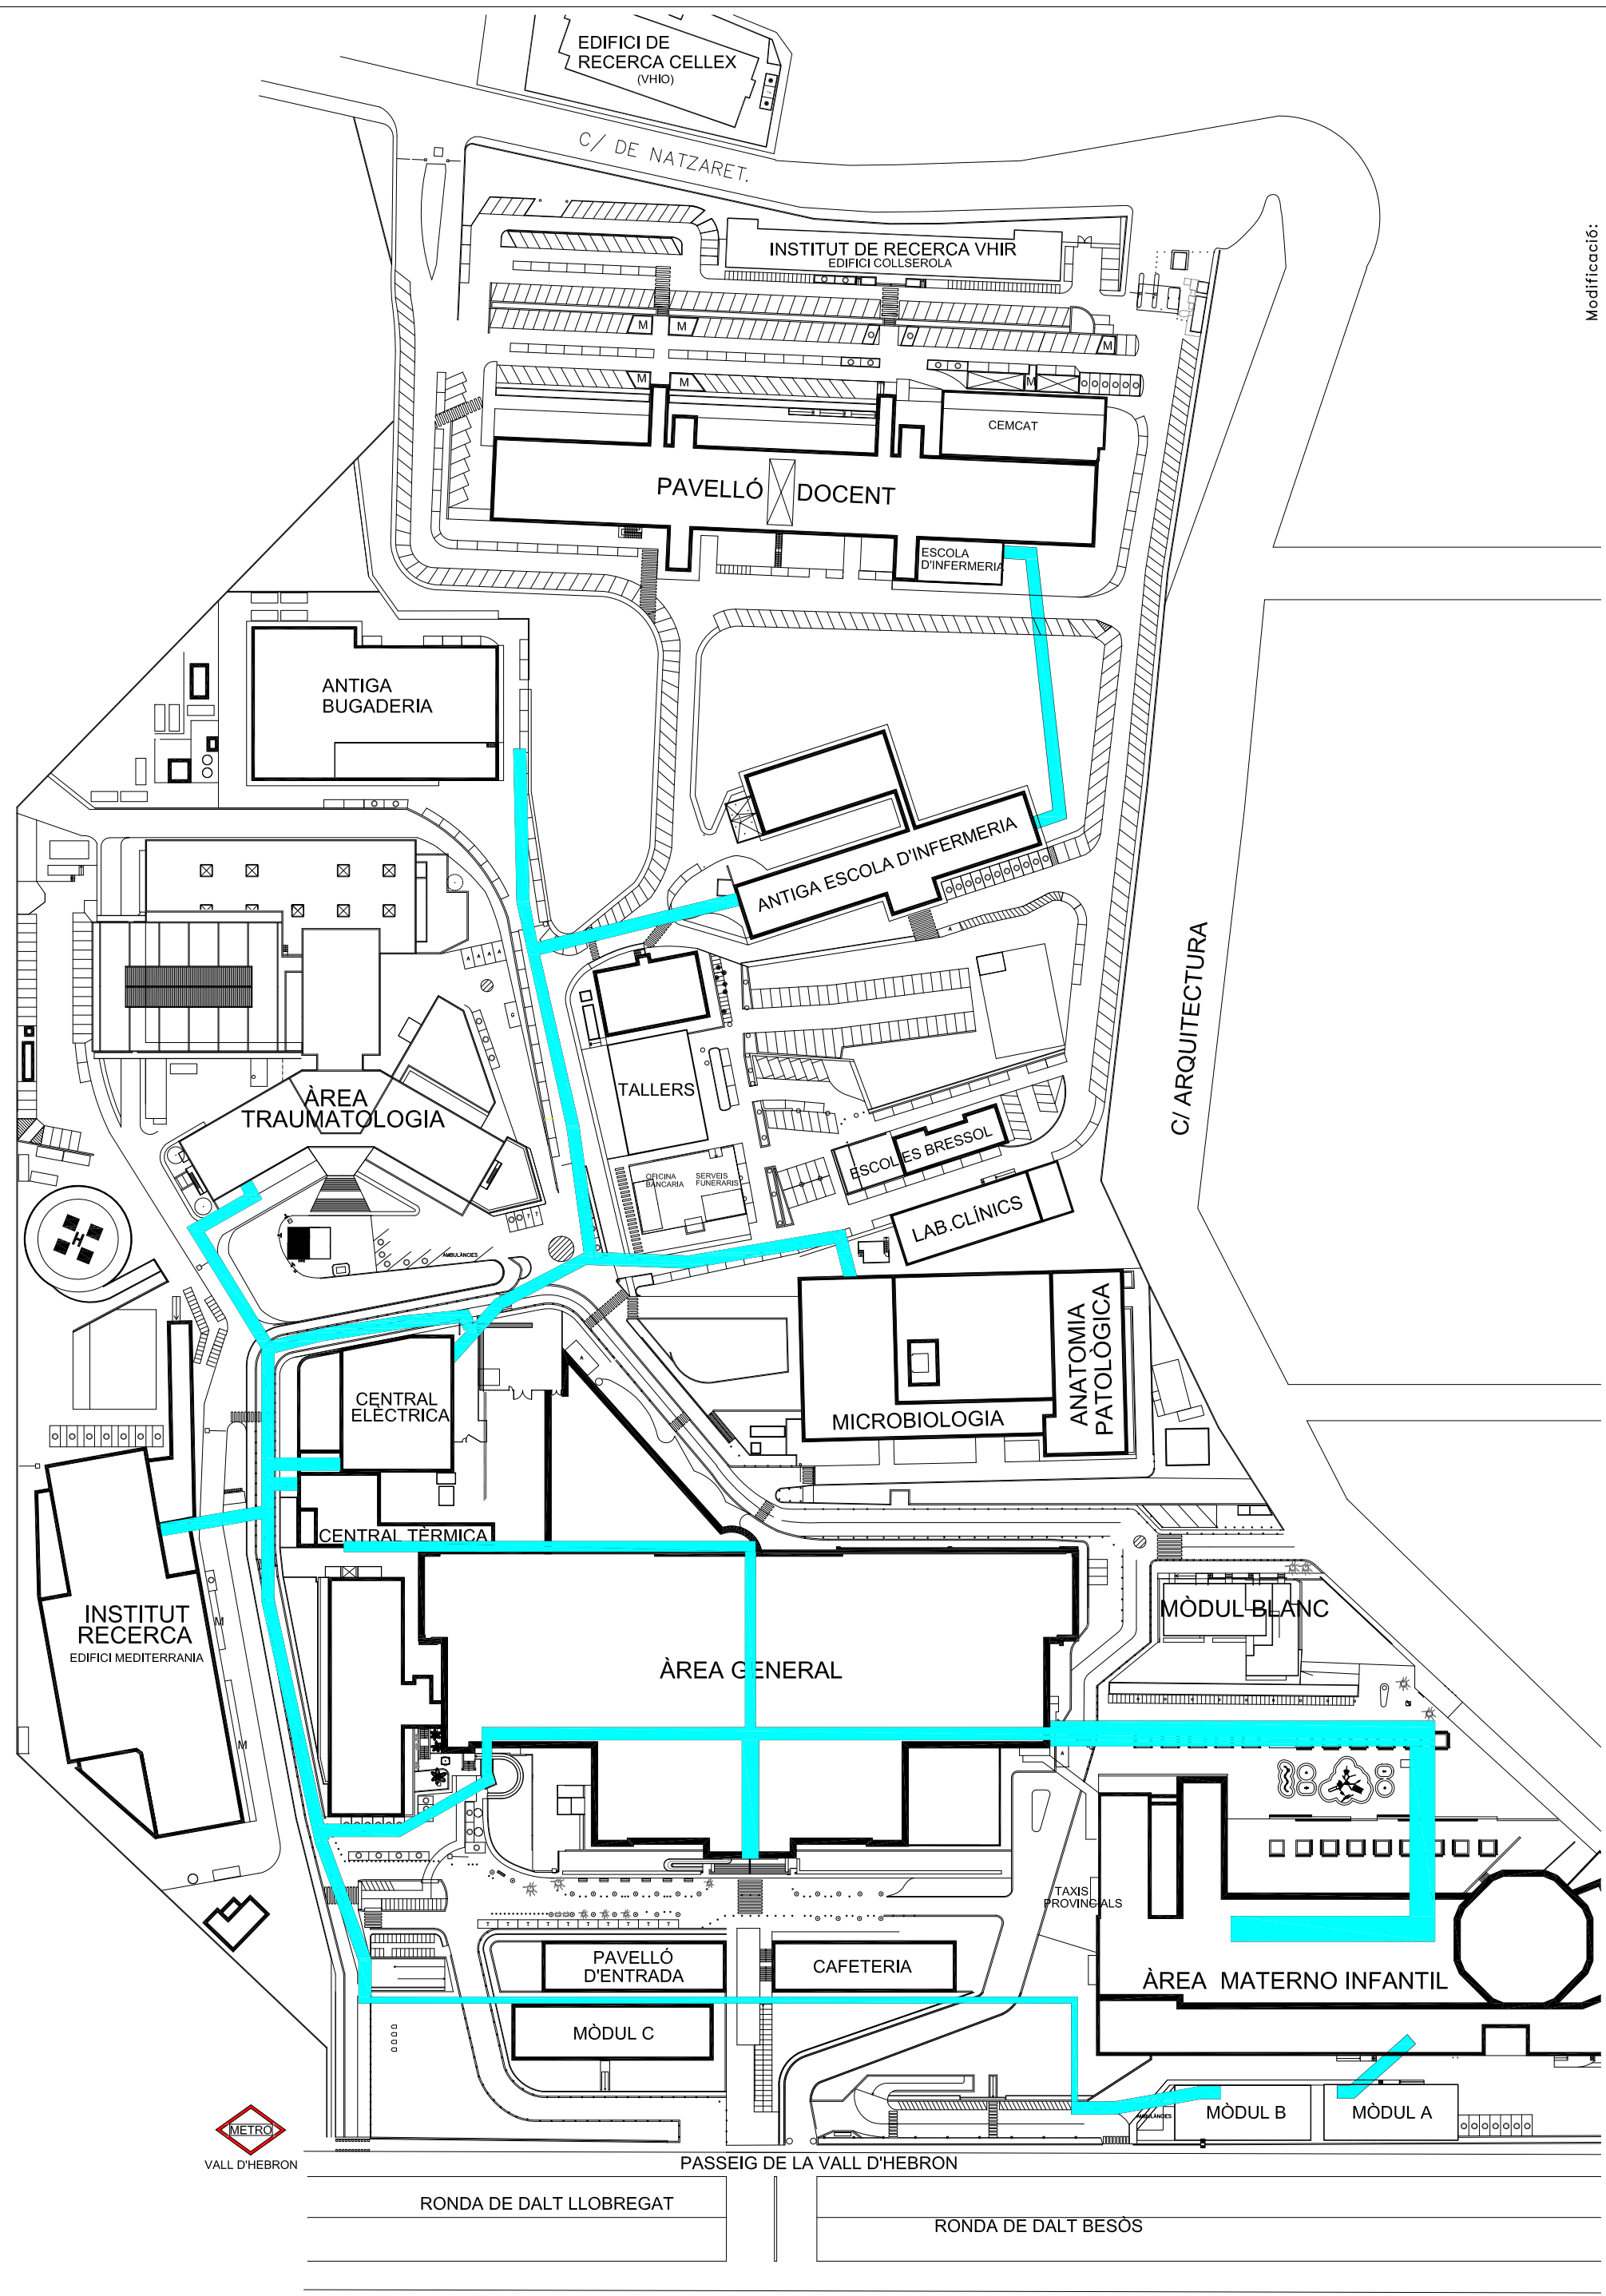 EDIFICI DE
RECERCA CELLEX
(VHIO)
C/ DE NATZARET.
Modificació:
INSTITUT DE RECERCA VHIR
EDIFICI COLLSEROLA
M
M
M
M
M
M
CEMCAT
PAVELLÓ DOCENT
ESCOLA
D'INFERMERIA
ANTIGA
BUGADERIA
ANTIGA ESCOLA D'INFERMERIA
C/ ARQUITECTURA
TALLERS
ÀREA
TRAUMATOLOGIA
OFICINA
BANCARIA
SERVEIS
FUNERARIS
ESCOLES BRESSOL
LAB.CLÍNICS
AMBULÀNCIES
H
ANATOMIA
PATOLÒGICA
MICROBIOLOGIA
CENTRAL
ELÈCTRICA
CENTRAL TÈRMICA
INSTITUT
RECERCA
EDIFICI MEDITERRANIA
M
M
MÒDUL BLANC
ÀREA GENERAL
TAXIS
PROVINCIALS
T T T T T T T T T
PAVELLÓ
D'ENTRADA
CAFETERIA
ÀREA MATERNO INFANTIL
MÒDUL C
AMBULÀNCIES
MÒDUL B
MÒDUL A
METRO
VALL D'HEBRON
PASSEIG DE LA VALL D'HEBRON
RONDA DE DALT LLOBREGAT
RONDA DE DALT BESÒS